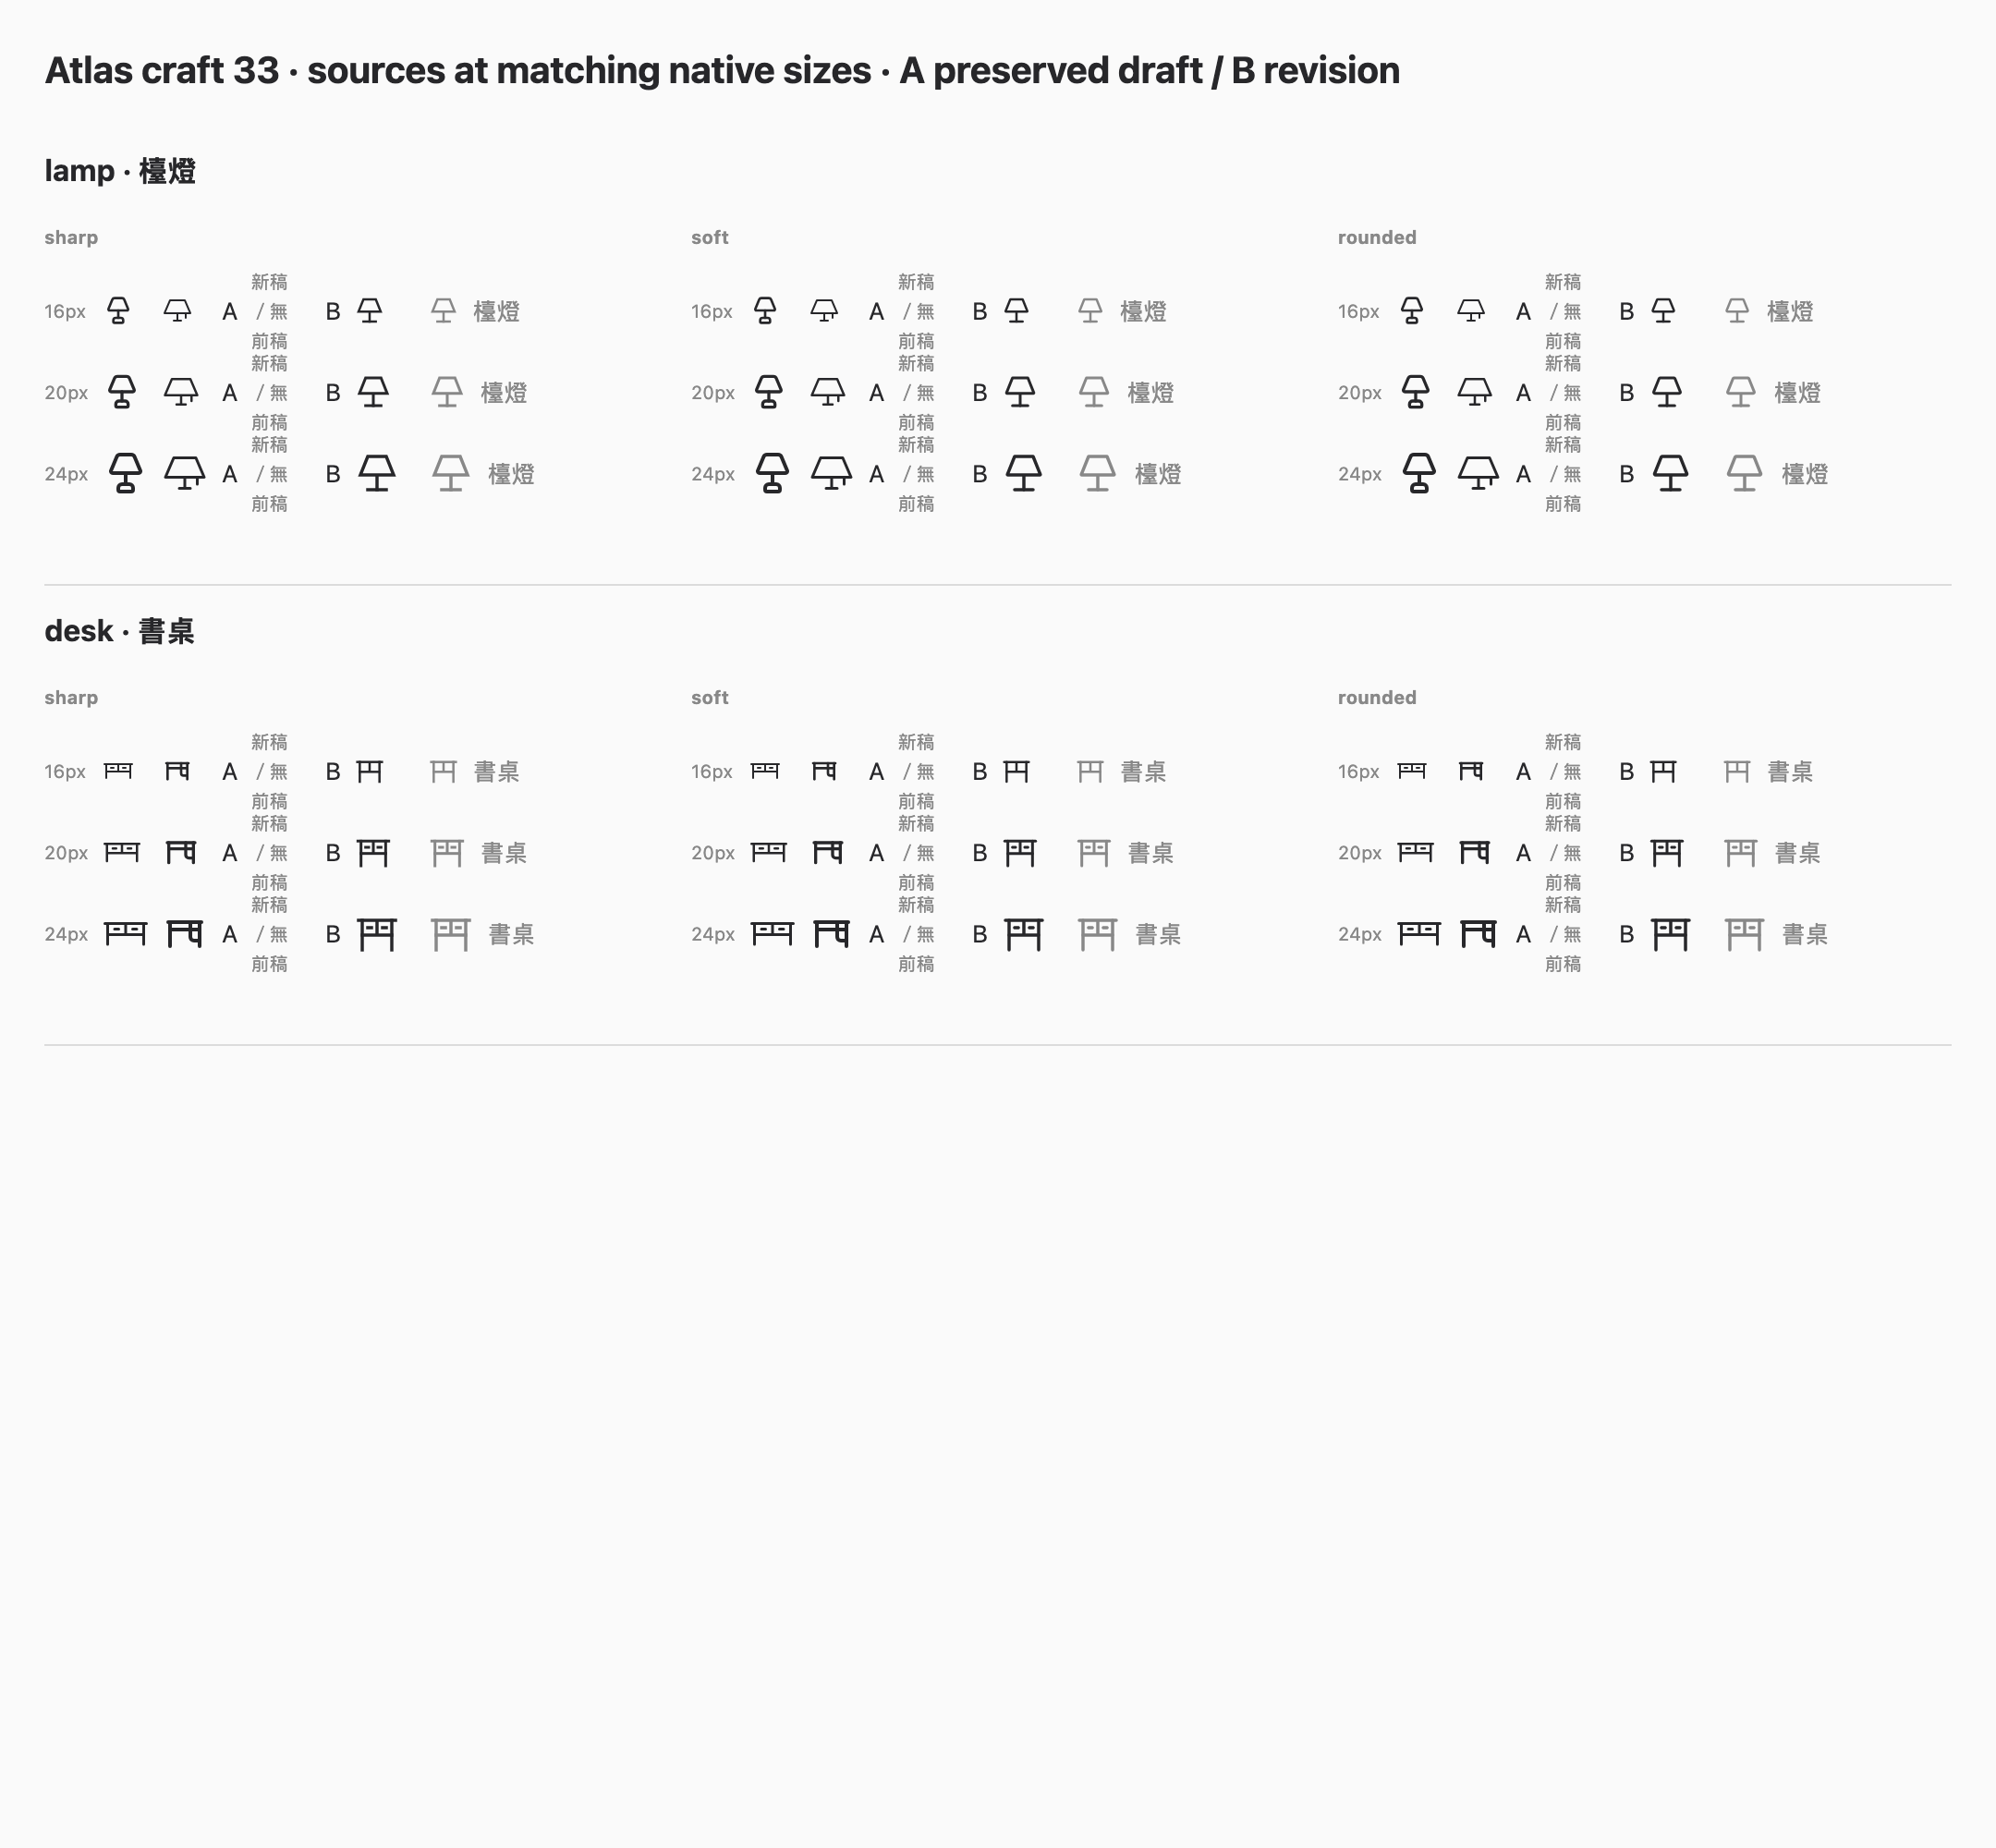 Atlas craft 33 · sources at matching native sizes · A preserved draft / B revision
lamp · 檯燈
sharp
16px A 新稿 / 無 前稿 B 檯燈
20px A 新稿 / 無 前稿 B 檯燈
24px A 新稿 / 無 前稿 B 檯燈
soft
16px A 新稿 / 無 前稿 B 檯燈
20px A 新稿 / 無 前稿 B 檯燈
24px A 新稿 / 無 前稿 B 檯燈
rounded
16px A 新稿 / 無 前稿 B 檯燈
20px A 新稿 / 無 前稿 B 檯燈
24px A 新稿 / 無 前稿 B 檯燈
desk · 書桌
sharp
16px A 新稿 / 無 前稿 B 書桌
20px A 新稿 / 無 前稿 B 書桌
24px A 新稿 / 無 前稿 B 書桌
soft
16px A 新稿 / 無 前稿 B 書桌
20px A 新稿 / 無 前稿 B 書桌
24px A 新稿 / 無 前稿 B 書桌
rounded
16px A 新稿 / 無 前稿 B 書桌
20px A 新稿 / 無 前稿 B 書桌
24px A 新稿 / 無 前稿 B 書桌